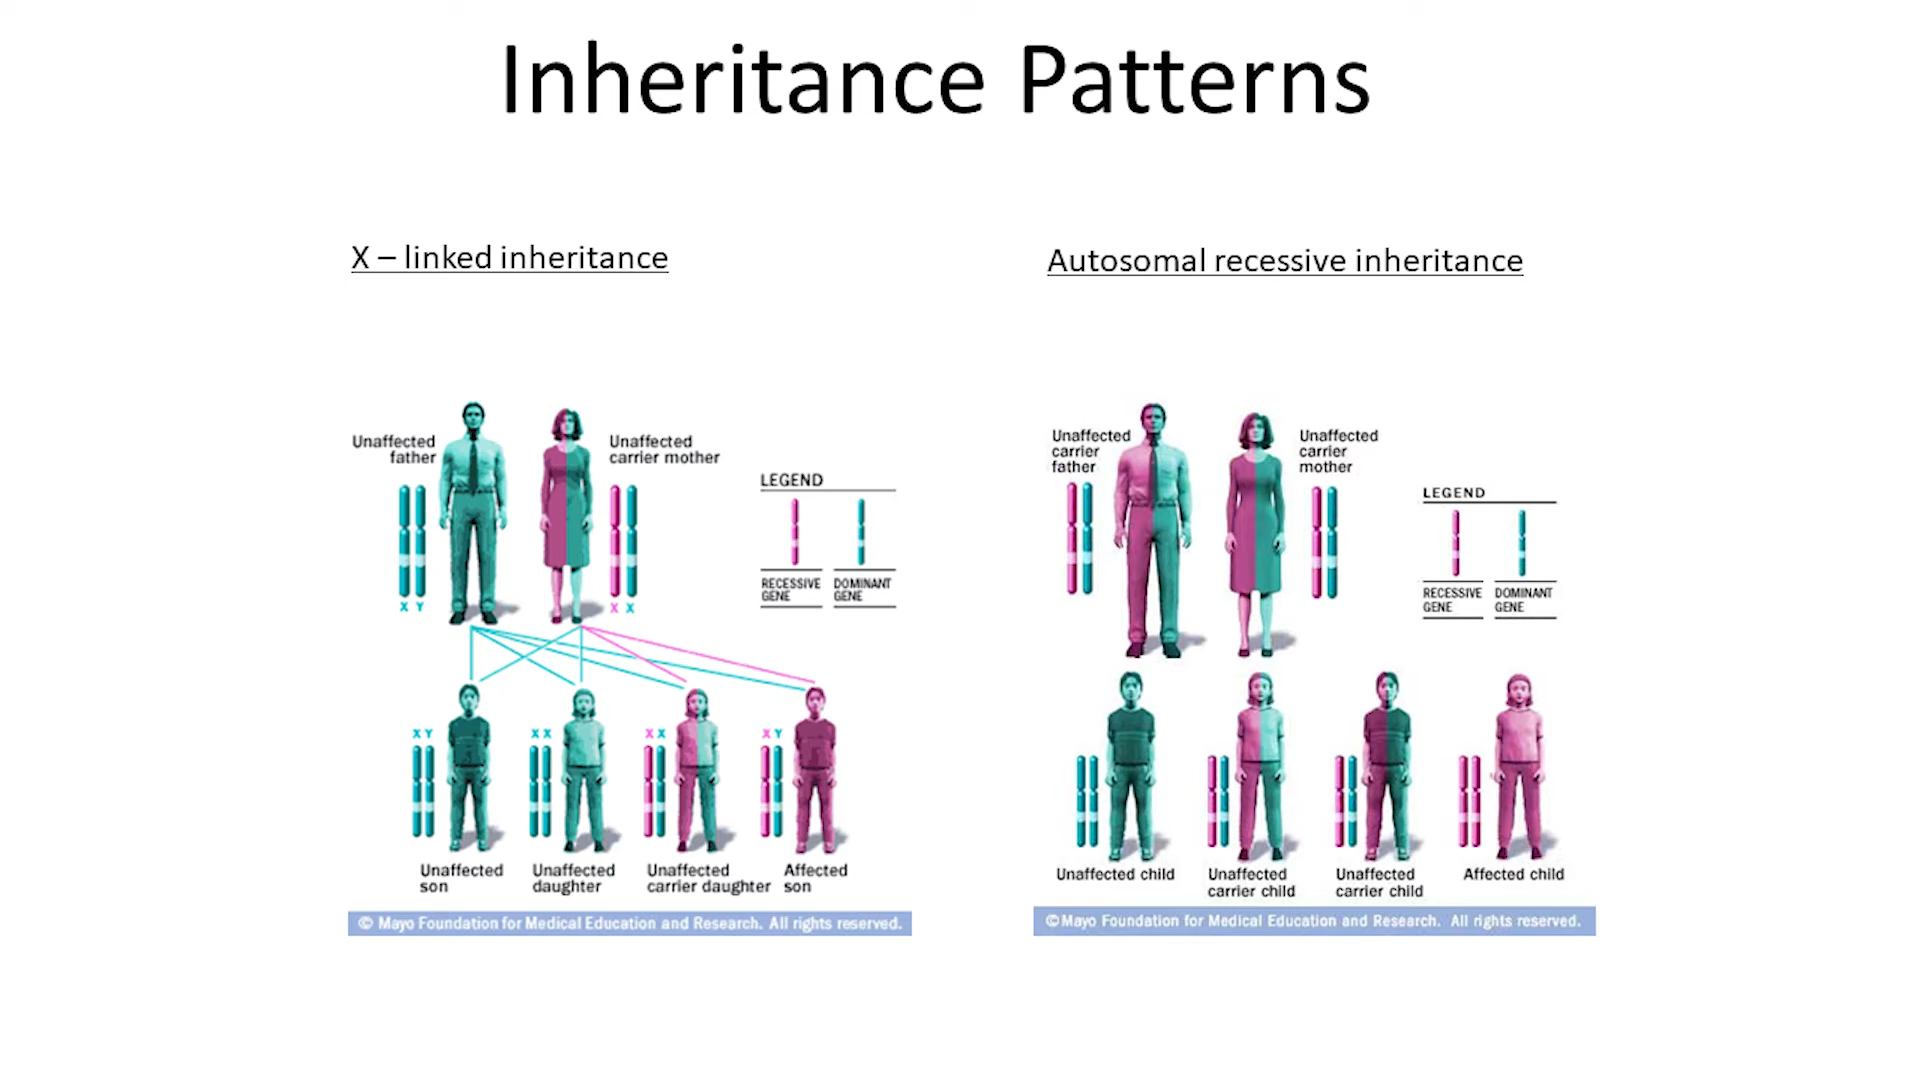 Inheritance Patterns
X – linked inheritance
Unaffected
father
Unaffected
carrier mother
LEGEND
RECESSIVE
GENE
DOMINANT
GENE
X Y
X X
X Y
X X
X X
X Y
Unaffected
son
Unaffected
daughter
Unaffected
carrier daughter
Affected
son
© Mayo Foundation for Medical Education and Research. All rights reserved.
Autosomal recessive inheritance
Unaffected
carrier
father
Unaffected
carrier
mother
LEGEND
RECESSIVE
GENE
DOMINANT
GENE
Unaffected child
Unaffected
carrier child
Unaffected
carrier child
Affected child
©Mayo Foundation for Medical Education and Research. All rights reserved.